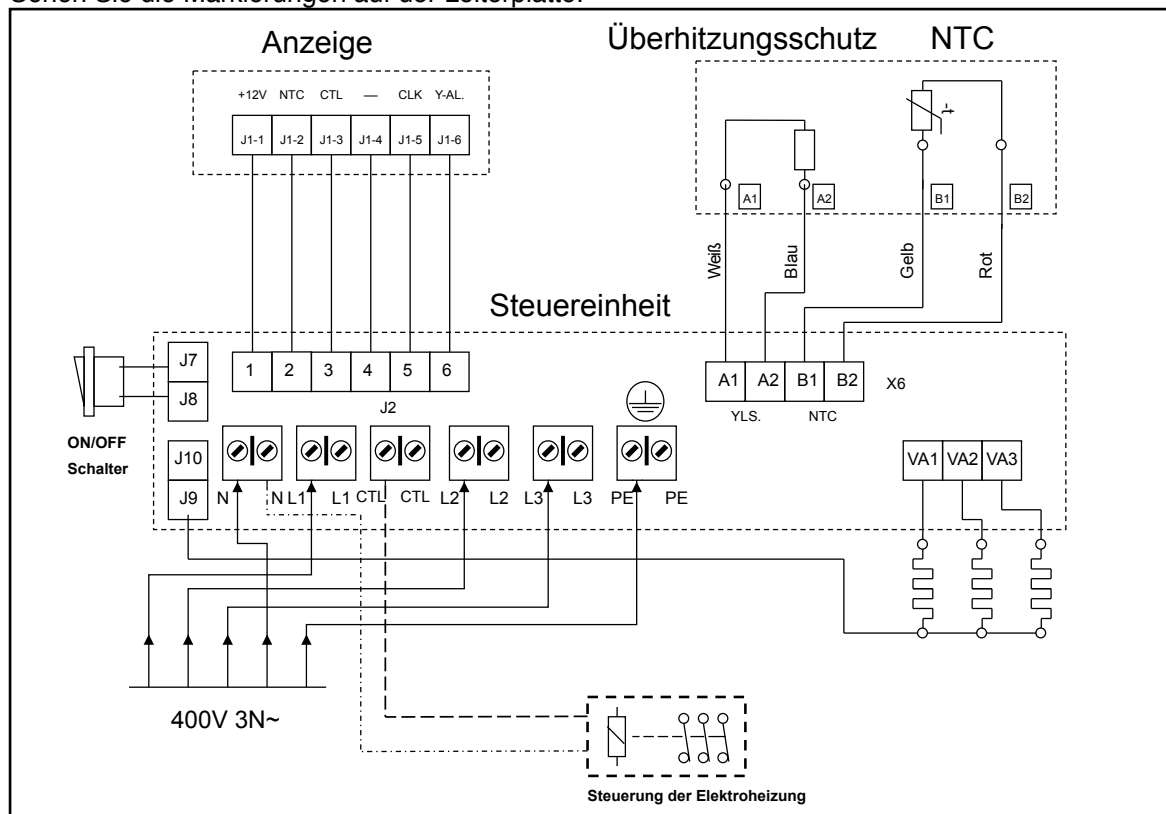 Sehen Sie die Markierungen auf der Leiterplatte.
Anzeige
Überhitzungsschutz NTC
+12V NTC CTL — CLK Y-AL.
J1-1 J1-2 J1-3 J1-4 J1-5 J1-6
-t
A1 A2 B1 B2
Weiß Blau Gelb Rot
Steuereinheit
J7
J8
1 2 3 4 5 6
J2
A1 A2 B1 B2 X6
YLS. NTC
ON/OFF
Schalter
J10
J9
N N L1 L1 CTL CTL L2 L2 L3 L3 PE PE
VA1 VA2 VA3
400V 3N~
Steuerung der Elektroheizung